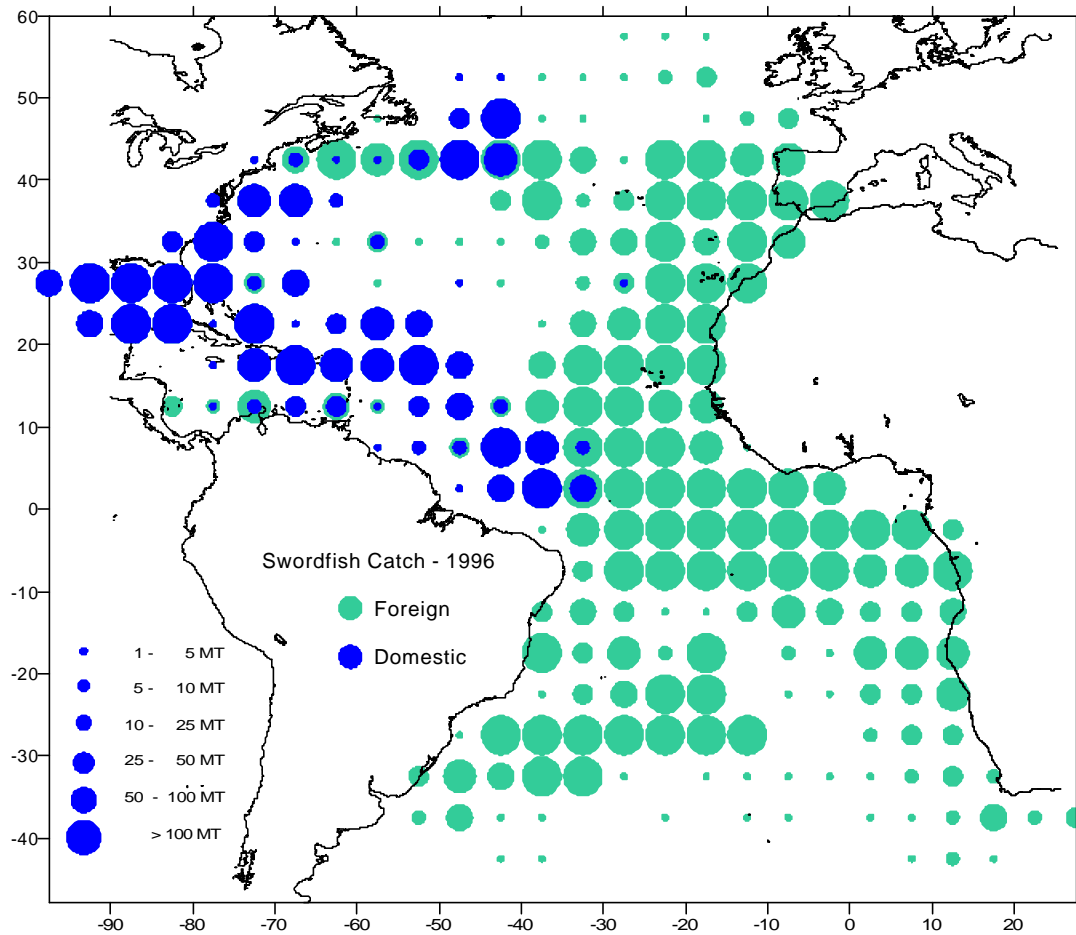 60
50
40
30
20
10
0
-10
-20
-30
-40
Swordfish Catch - 1996
Foreign
Domestic
1 - 5 MT
5 - 10 MT
10 - 25 MT
25 - 50 MT
50 - 100 MT
> 100 MT
-90 -80 -70 -60 -50 -40 -30 -20 -10 0 10 20